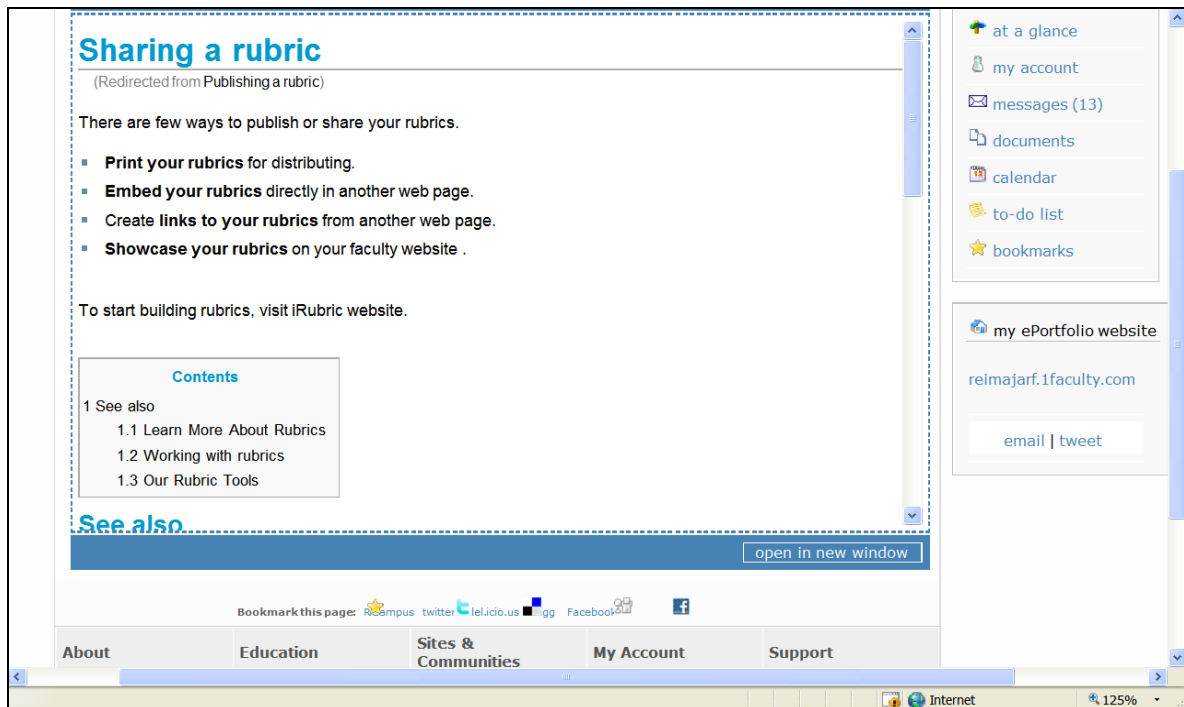 Sharing a rubric
(Redirected from Publishing a rubric)
There are few ways to publish or share your rubrics.
Print your rubrics for distributing.
Embed your rubrics directly in another web page.
Create links to your rubrics from another web page.
Showcase your rubrics on your faculty website .
To start building rubrics, visit iRubric website.
Contents
1 See also
1.1 Learn More About Rubrics
1.2 Working with rubrics
1.3 Our Rubric Tools
See also
open in new window
at a glance
my account
messages (13)
documents
calendar
to-do list
bookmarks
my ePortfolio website
reimajarf.1faculty.com
email | tweet
Bookmark this page: twitter lel.icio.us gg Facebook
About Education Sites & Communities My Account Support
Internet 125%